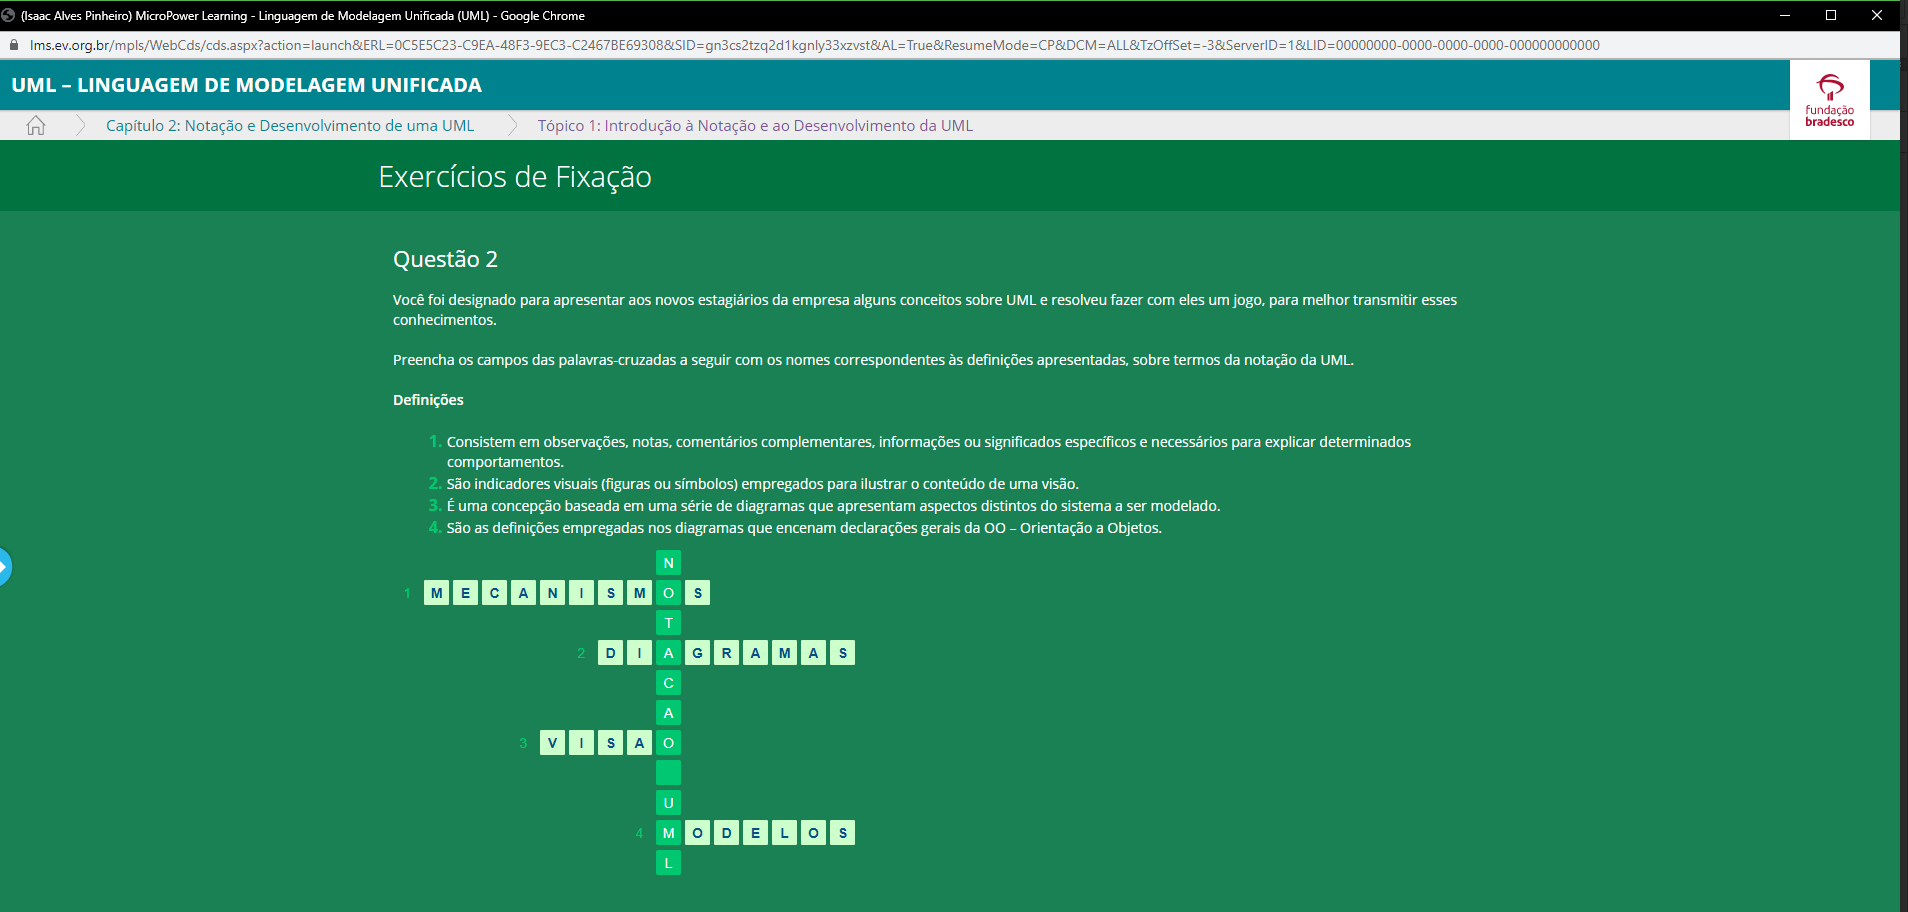 (Isaac Alves Pinheiro) MicroPower Learning - Linguagem de Modelagem Unificada (UML) - Google Chrome
lms.ev.org.br/mpls/WebCds/cds.aspx?action=launch&ERL=0C5E5C23-C9EA-48F3-9EC3-C2467BE69308&SID=gn3cs2tzq2d1kgnly33xzvst&AL=True&ResumeMode=CP&DCM=ALL&TzOffSet=-3&ServerID=1&LID=00000000-0000-0000-0000-000000000000
UML – LINGUAGEM DE MODELAGEM UNIFICADA
fundação
bradesco
Capítulo 2: Notação e Desenvolvimento de uma UML
Tópico 1: Introdução à Notação e ao Desenvolvimento da UML
Exercícios de Fixação
Questão 2
Você foi designado para apresentar aos novos estagiários da empresa alguns conceitos sobre UML e resolveu fazer com eles um jogo, para melhor transmitir esses
conhecimentos.
Preencha os campos das palavras-cruzadas a seguir com os nomes correspondentes às definições apresentadas, sobre termos da notação da UML.
Definições
1. Consistem em observações, notas, comentários complementares, informações ou significados específicos e necessários para explicar determinados
comportamentos.
2. São indicadores visuais (figuras ou símbolos) empregados para ilustrar o conteúdo de uma visão.
3. É uma concepção baseada em uma série de diagramas que apresentam aspectos distintos do sistema a ser modelado.
4. São as definições empregadas nos diagramas que encenam declarações gerais da OO – Orientação a Objetos.
N
1 M E C A N I S M O S
T
2 D I A G R A M A S
C
A
3 V I S A O
U
4 M O D E L O S
L